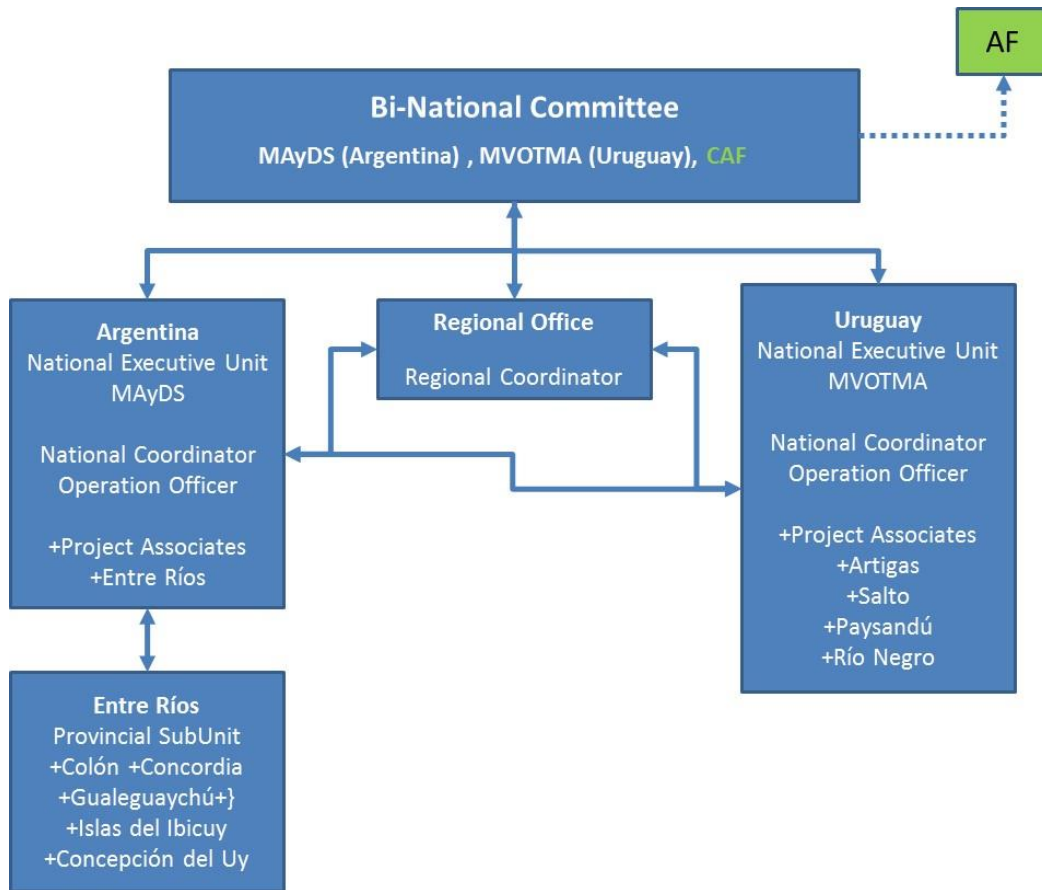 AF
Bi-National Committee
MAyDS (Argentina) , MVOTMA (Uruguay), CAF
Argentina
National Executive Unit
MAyDS
National Coordinator
Operation Officer
+Project Associates
+Entre Ríos
Regional Office
Regional Coordinator
Uruguay
National Executive Unit
MVOTMA
National Coordinator
Operation Officer
+Project Associates
+Artigas
+Salto
+Paysandú
+Río Negro
Entre Ríos
Provincial SubUnit
+Colón +Concordia
+Gualeguaychú+}
+Islas del Ibicuy
+Concepción del Uy